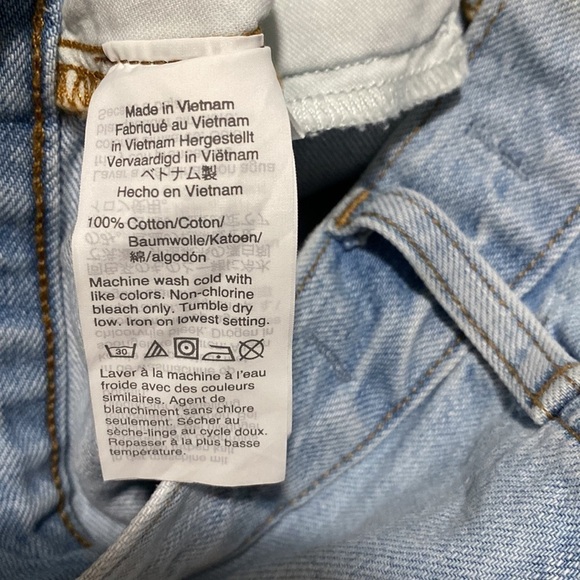 Made in Vietnam
Fabriqué au Vietnam
in Vietnam Hergestellt
Vervaardigd in Viëtnam
ベトナム製
Hecho en Vietnam
100% Cotton/Coton/
Baumwolle/Katoen/
綿/algodón
Machine wash cold with
like colors. Non-chlorine
bleach only. Tumble dry
low. Iron on lowest setting.
30
Laver à la machine à l'eau
froide avec des couleurs
similaires. Agent de
blanchiment sans chlore
seulement. Sécher au
sèche-linge au cycle doux.
Repasser à la plus basse
température.